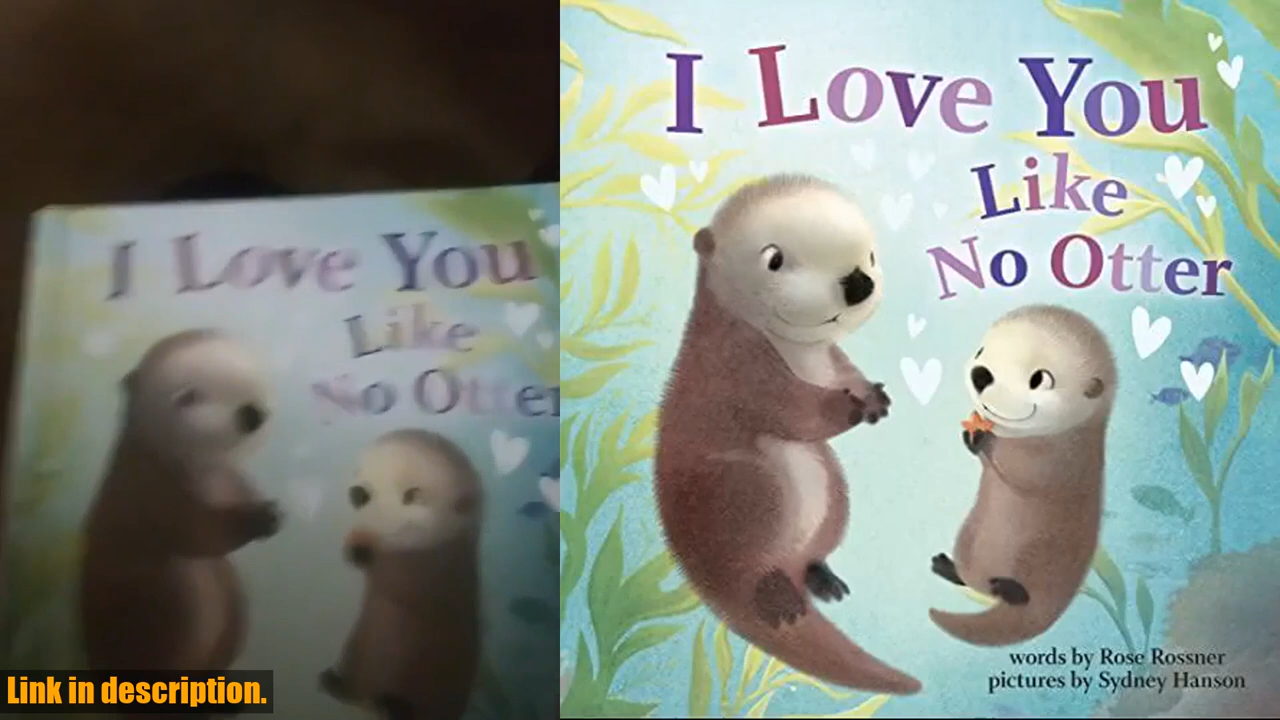 I Love You
Like
No Otter
Link in description.
I Love You
Like
No Otter
words by Rose Rossner
pictures by Sydney Hanson